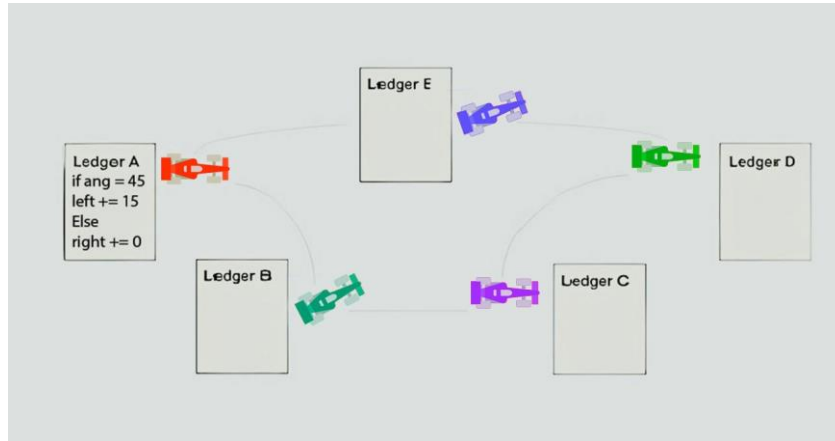 Ledger E
Ledger A
if ang = 45
left += 15
Else
right += 0
Ledger D
Ledger B
Ledger C